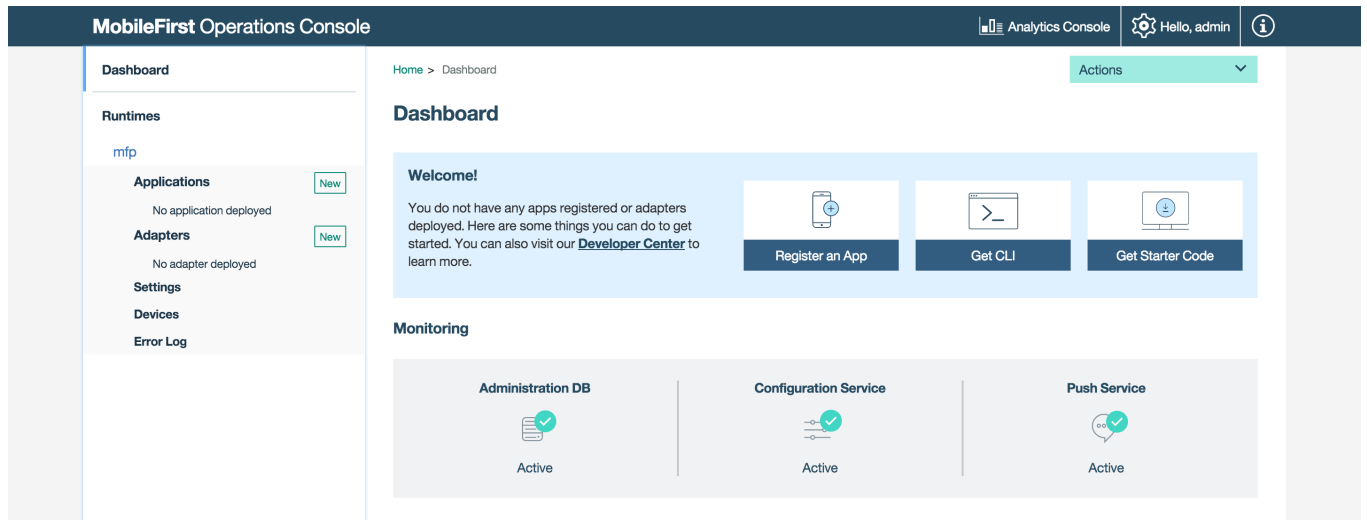 MobileFirst Operations Console
Analytics Console
Hello, admin
Dashboard
Runtimes
mfp
Applications New
No application deployed
Adapters New
No adapter deployed
Settings
Devices
Error Log
Home > Dashboard
Actions
Dashboard
Welcome!
You do not have any apps registered or adapters
deployed. Here are some things you can do to get
started. You can also visit our Developer Center to
learn more.
Register an App
Get CLI
Get Starter Code
Monitoring
Administration DB
Active
Configuration Service
Active
Push Service
Active